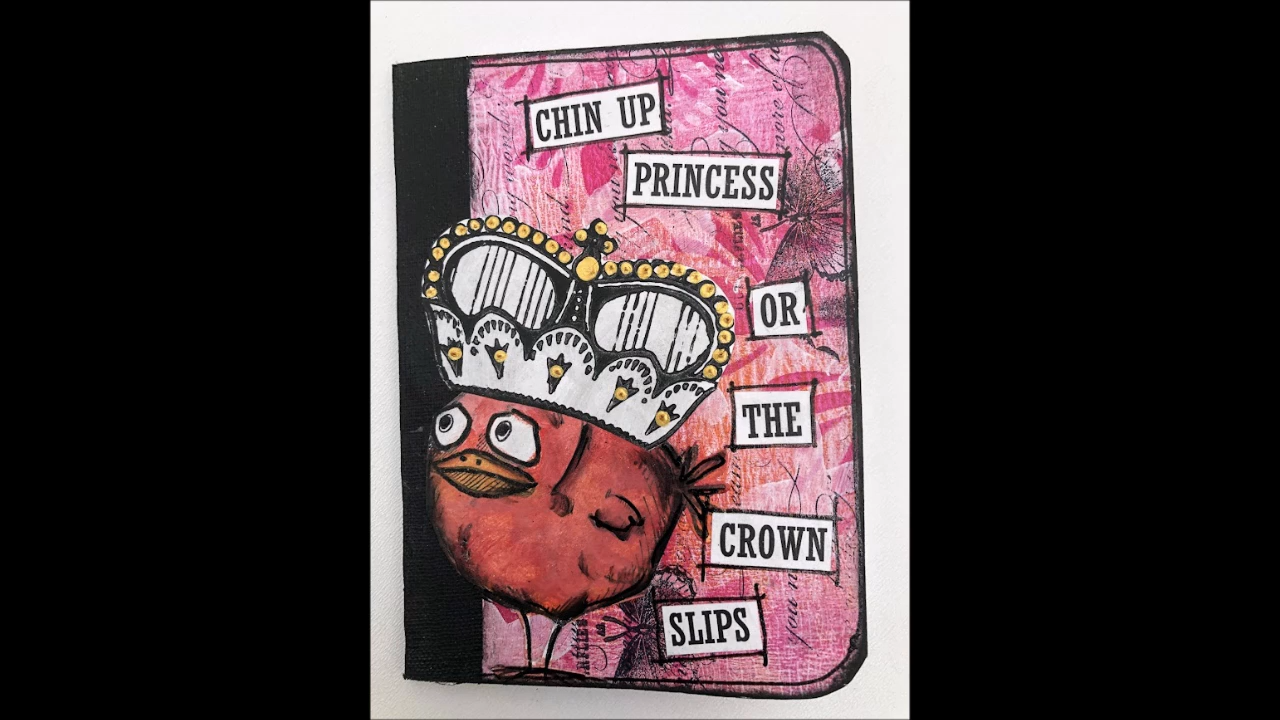 CHIN UP
PRINCESS
OR
THE
CROWN
SLIPS